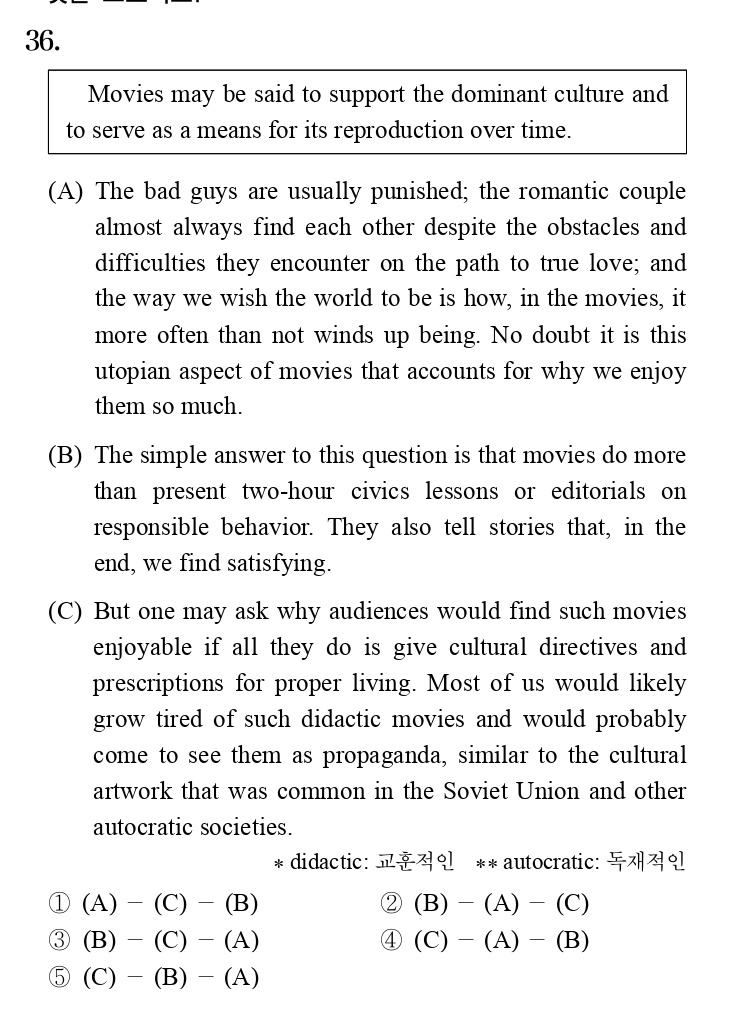 36.
Movies may be said to support the dominant culture and
to serve as a means for its reproduction over time.
(A) The bad guys are usually punished; the romantic couple
almost always find each other despite the obstacles and
difficulties they encounter on the path to true love; and
the way we wish the world to be is how, in the movies, it
more often than not winds up being. No doubt it is this
utopian aspect of movies that accounts for why we enjoy
them so much.
(B) The simple answer to this question is that movies do more
than present two-hour civics lessons or editorials on
responsible behavior. They also tell stories that, in the
end, we find satisfying.
(C) But one may ask why audiences would find such movies
enjoyable if all they do is give cultural directives and
prescriptions for proper living. Most of us would likely
grow tired of such didactic movies and would probably
come to see them as propaganda, similar to the cultural
artwork that was common in the Soviet Union and other
autocratic societies.
* didactic: 교훈적인 ** autocratic: 독재적인
① (A) － (C) － (B) ② (B) － (A) － (C)
③ (B) － (C) － (A) ④ (C) － (A) － (B)
⑤ (C) － (B) － (A)